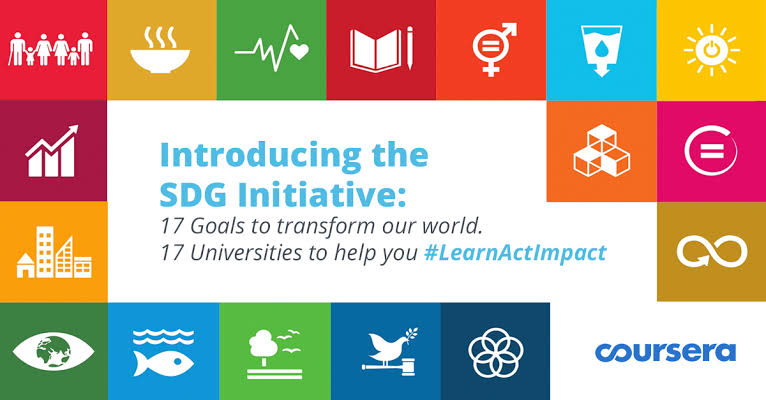 Introducing the
SDG Initiative:
17 Goals to transform our world.
17 Universities to help you #LearnActImpact
coursera